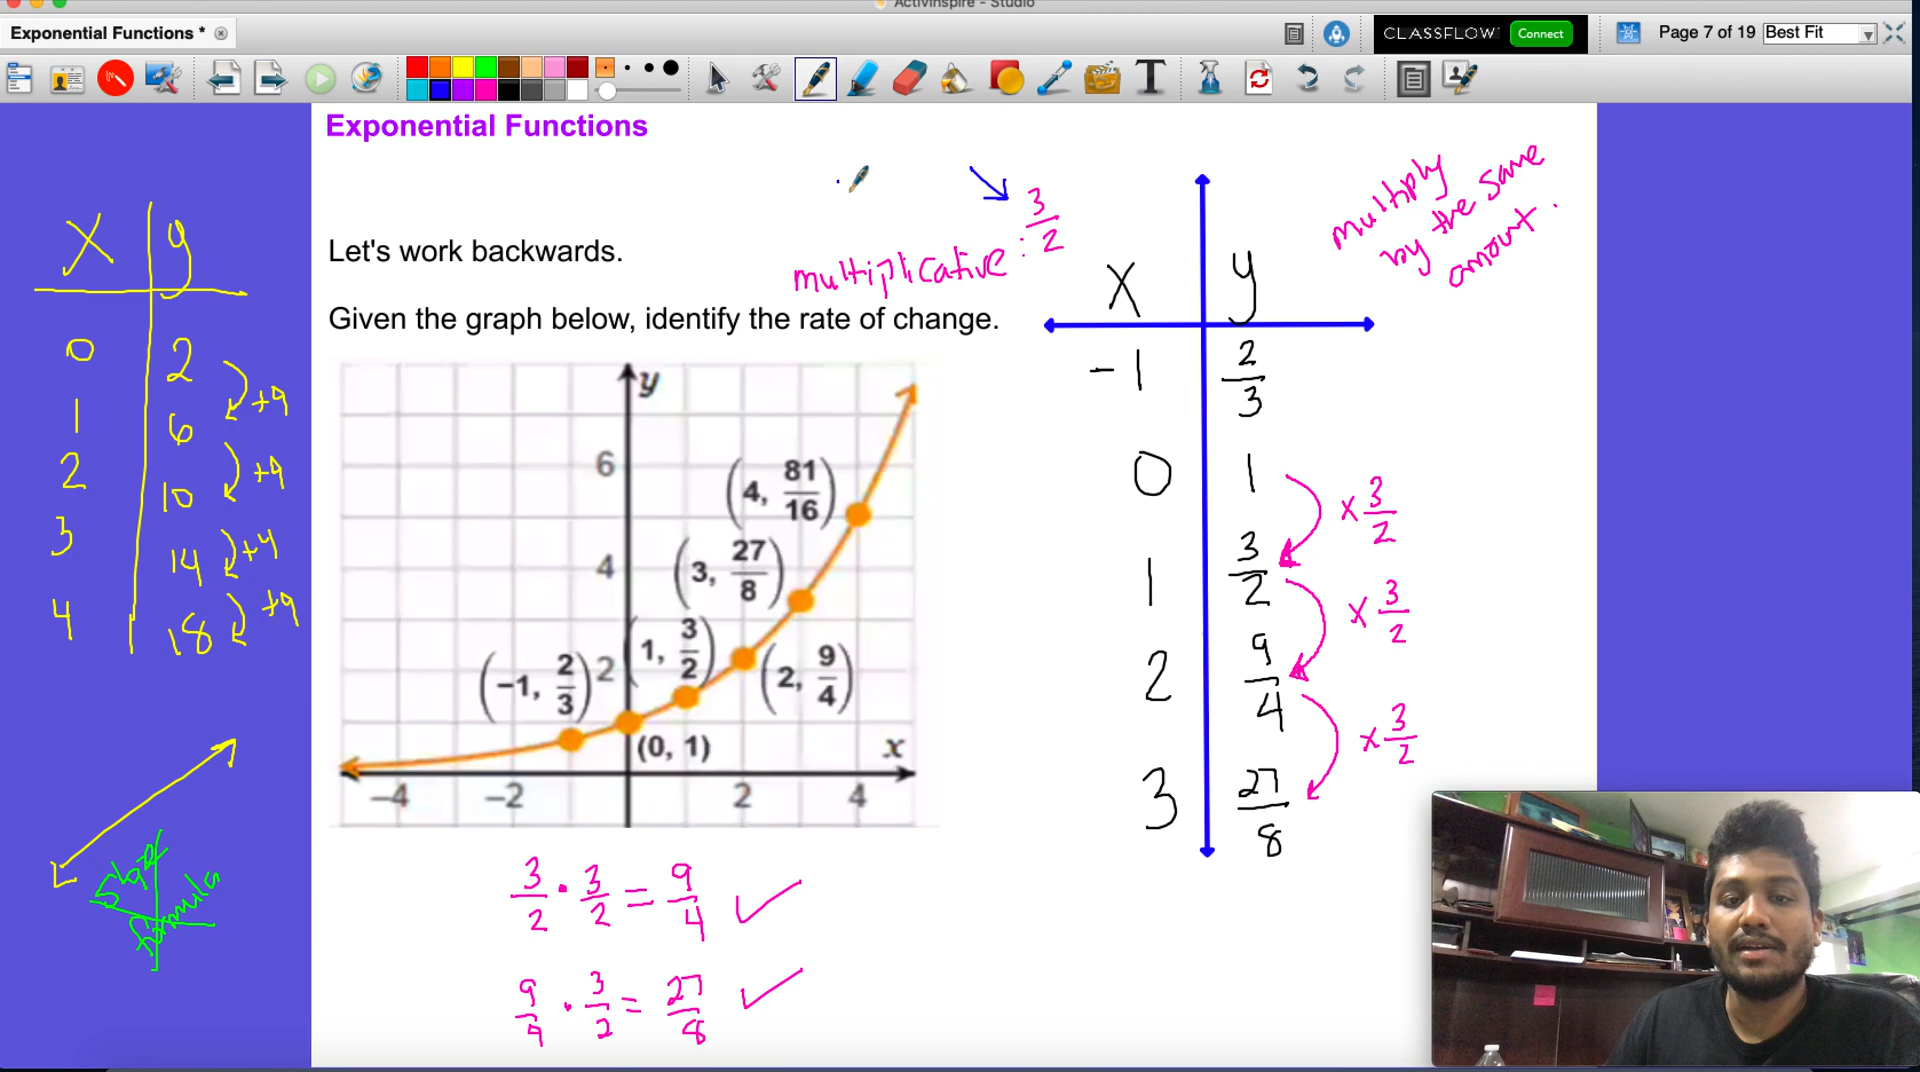 ActivInspire - Studio
Exponential Functions *
CLASSFLOW Connect
Page 7 of 19
Best Fit
T
Exponential Functions
Let's work backwards.
multiplicative : 3/2
Given the graph below, identify the rate of change.
multiply
by the same
amount.
x y
0 2
1 6
2 10
3 14
4 18
+4
+4
+4
+4
slope
formula
y
6
4
2
(4, 81/16)
(3, 27/8)
(1, 3/2)
(2, 9/4)
(-1, 2/3)
(0, 1)
x
-4 -2 2 4
x y
-1 2/3
0 1
1 3/2
2 9/4
3 27/8
x 3/2
x 3/2
x 3/2
3/2 · 3/2 = 9/4 ✓
9/4 · 3/2 = 27/8 ✓